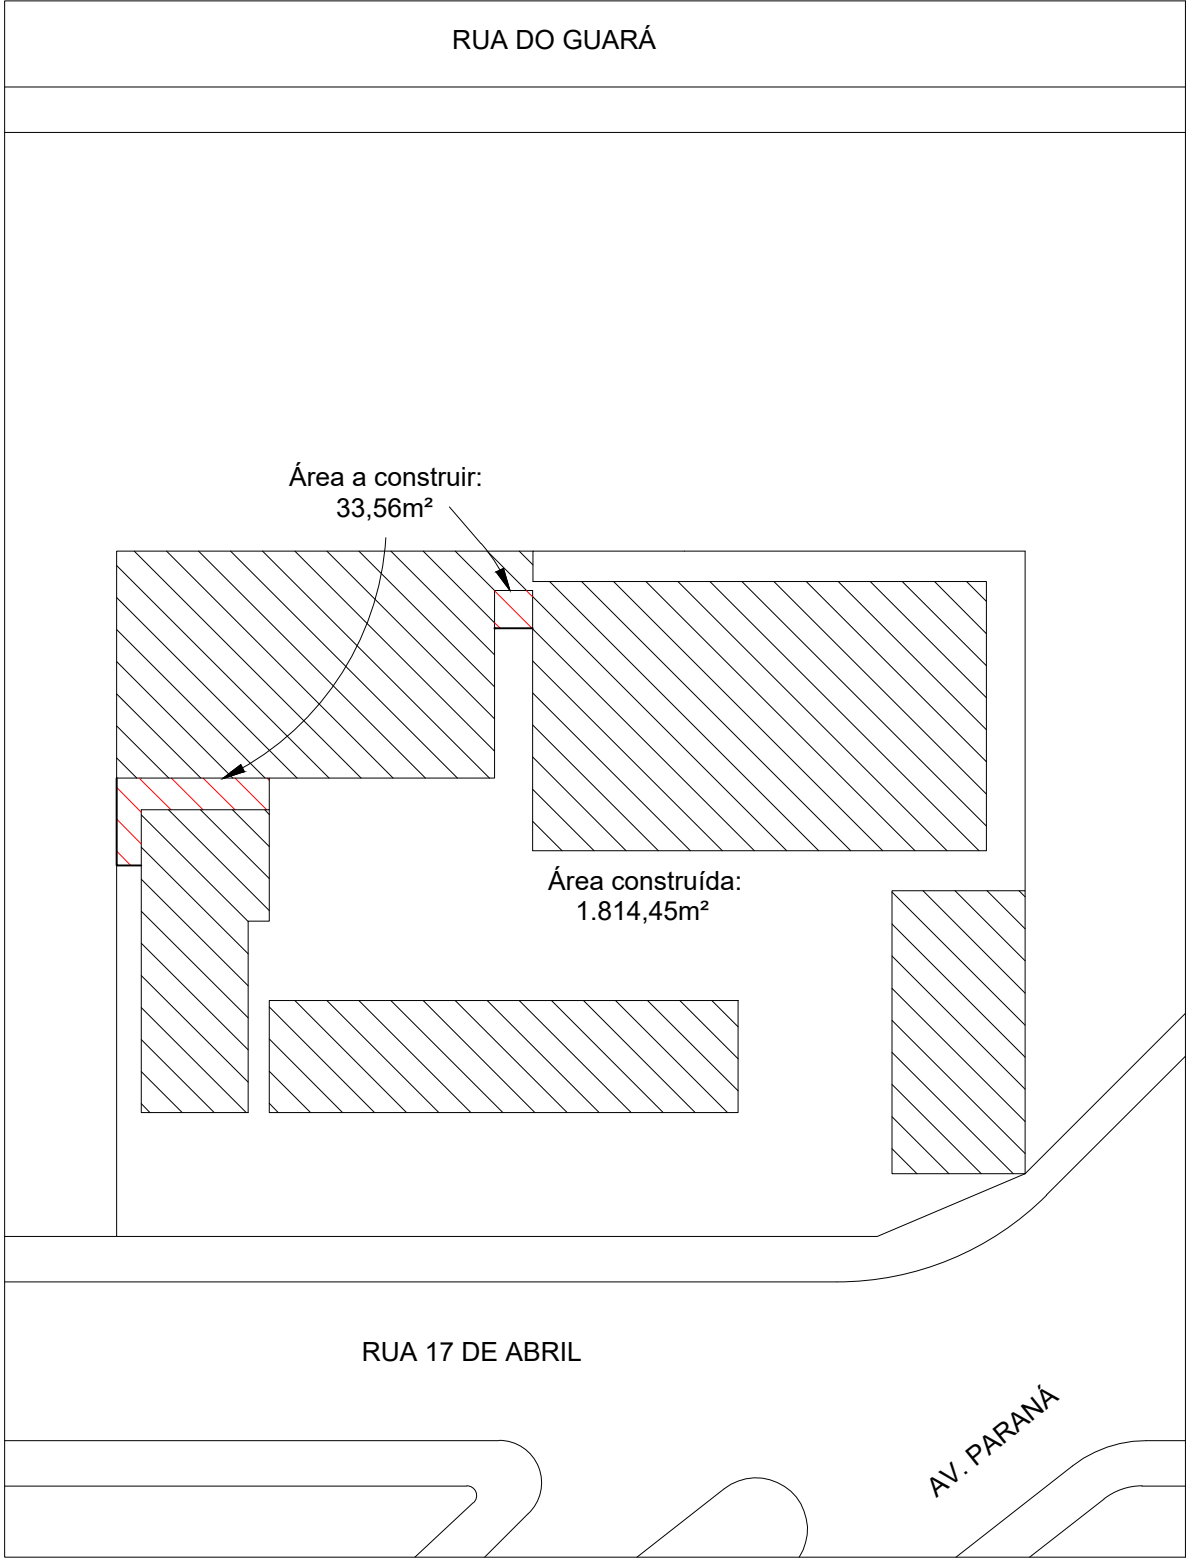 RUA DO GUARÁ
Área a construir:
33,56m²
Área construída:
1.814,45m²
RUA 17 DE ABRIL
AV. PARANÁ